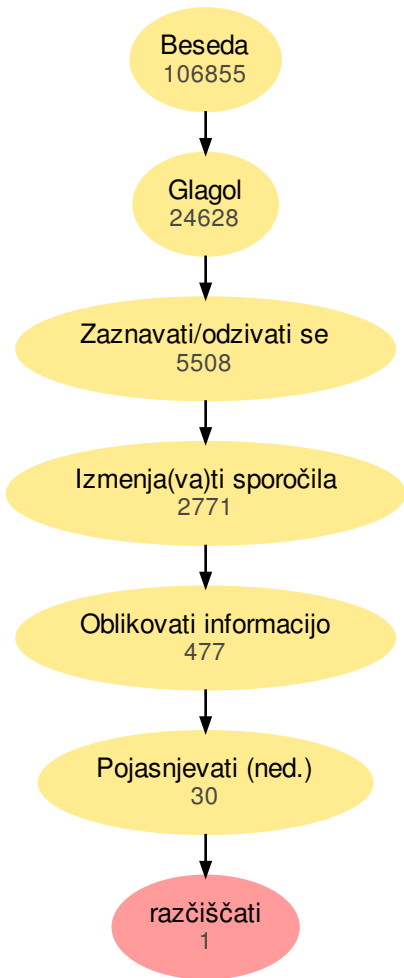 Beseda
106855
Glagol
24628
Zaznavati/odzivati se
5508
Izmenja(va)ti sporočila
2771
Oblikovati informacijo
477
Pojasnjevati (ned.)
30
razčiščati
1